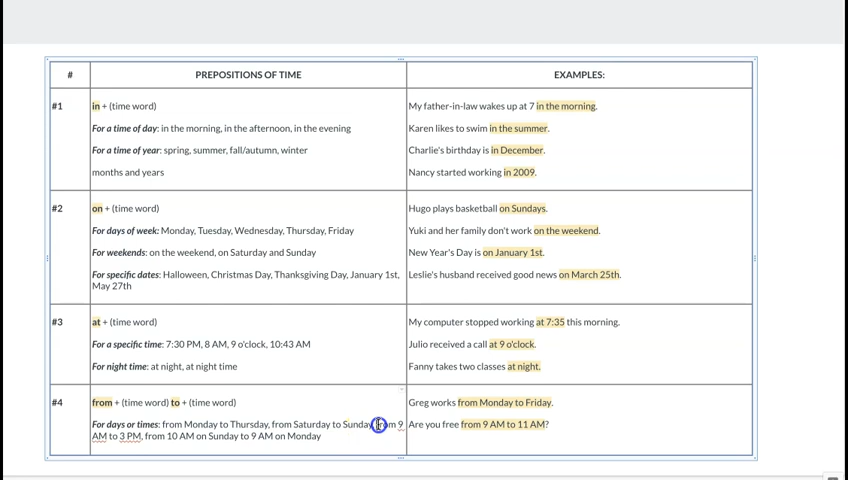 # PREPOSITIONS OF TIME EXAMPLES:
#1 in + (time word)
For a time of day: in the morning, in the afternoon, in the evening
For a time of year: spring, summer, fall/autumn, winter
months and years
My father-in-law wakes up at 7 in the morning.
Karen likes to swim in the summer.
Charlie's birthday is in December.
Nancy started working in 2009.
#2 on + (time word)
For days of week: Monday, Tuesday, Wednesday, Thursday, Friday
For weekends: on the weekend, on Saturday and Sunday
For specific dates: Halloween, Christmas Day, Thanksgiving Day, January 1st,
May 27th
Hugo plays basketball on Sundays.
Yuki and her family don't work on the weekend.
New Year's Day is on January 1st.
Leslie's husband received good news on March 25th.
#3 at + (time word)
For a specific time: 7:30 PM, 8 AM, 9 o'clock, 10:43 AM
For night time: at night, at night time
My computer stopped working at 7:35 this morning.
Julio received a call at 9 o'clock.
Fanny takes two classes at night.
#4 from + (time word) to + (time word)
For days or times: from Monday to Thursday, from Saturday to Sunday, from 9
AM to 3 PM, from 10 AM on Sunday to 9 AM on Monday
Greg works from Monday to Friday.
Are you free from 9 AM to 11 AM?